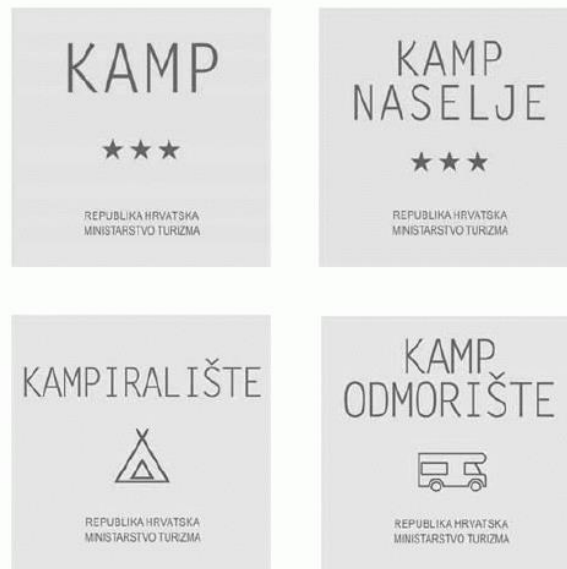 KAMP
★★★
REPUBLIKA HRVATSKA
MINISTARSTVO TURIZMA
KAMP
NASELJE
★★★
REPUBLIKA HRVATSKA
MINISTARSTVO TURIZMA
KAMPIRALIŠTE
REPUBLIKA HRVATSKA
MINISTARSTVO TURIZMA
KAMP
ODMORIŠTE
REPUBLIKA HRVATSKA
MINISTARSTVO TURIZMA